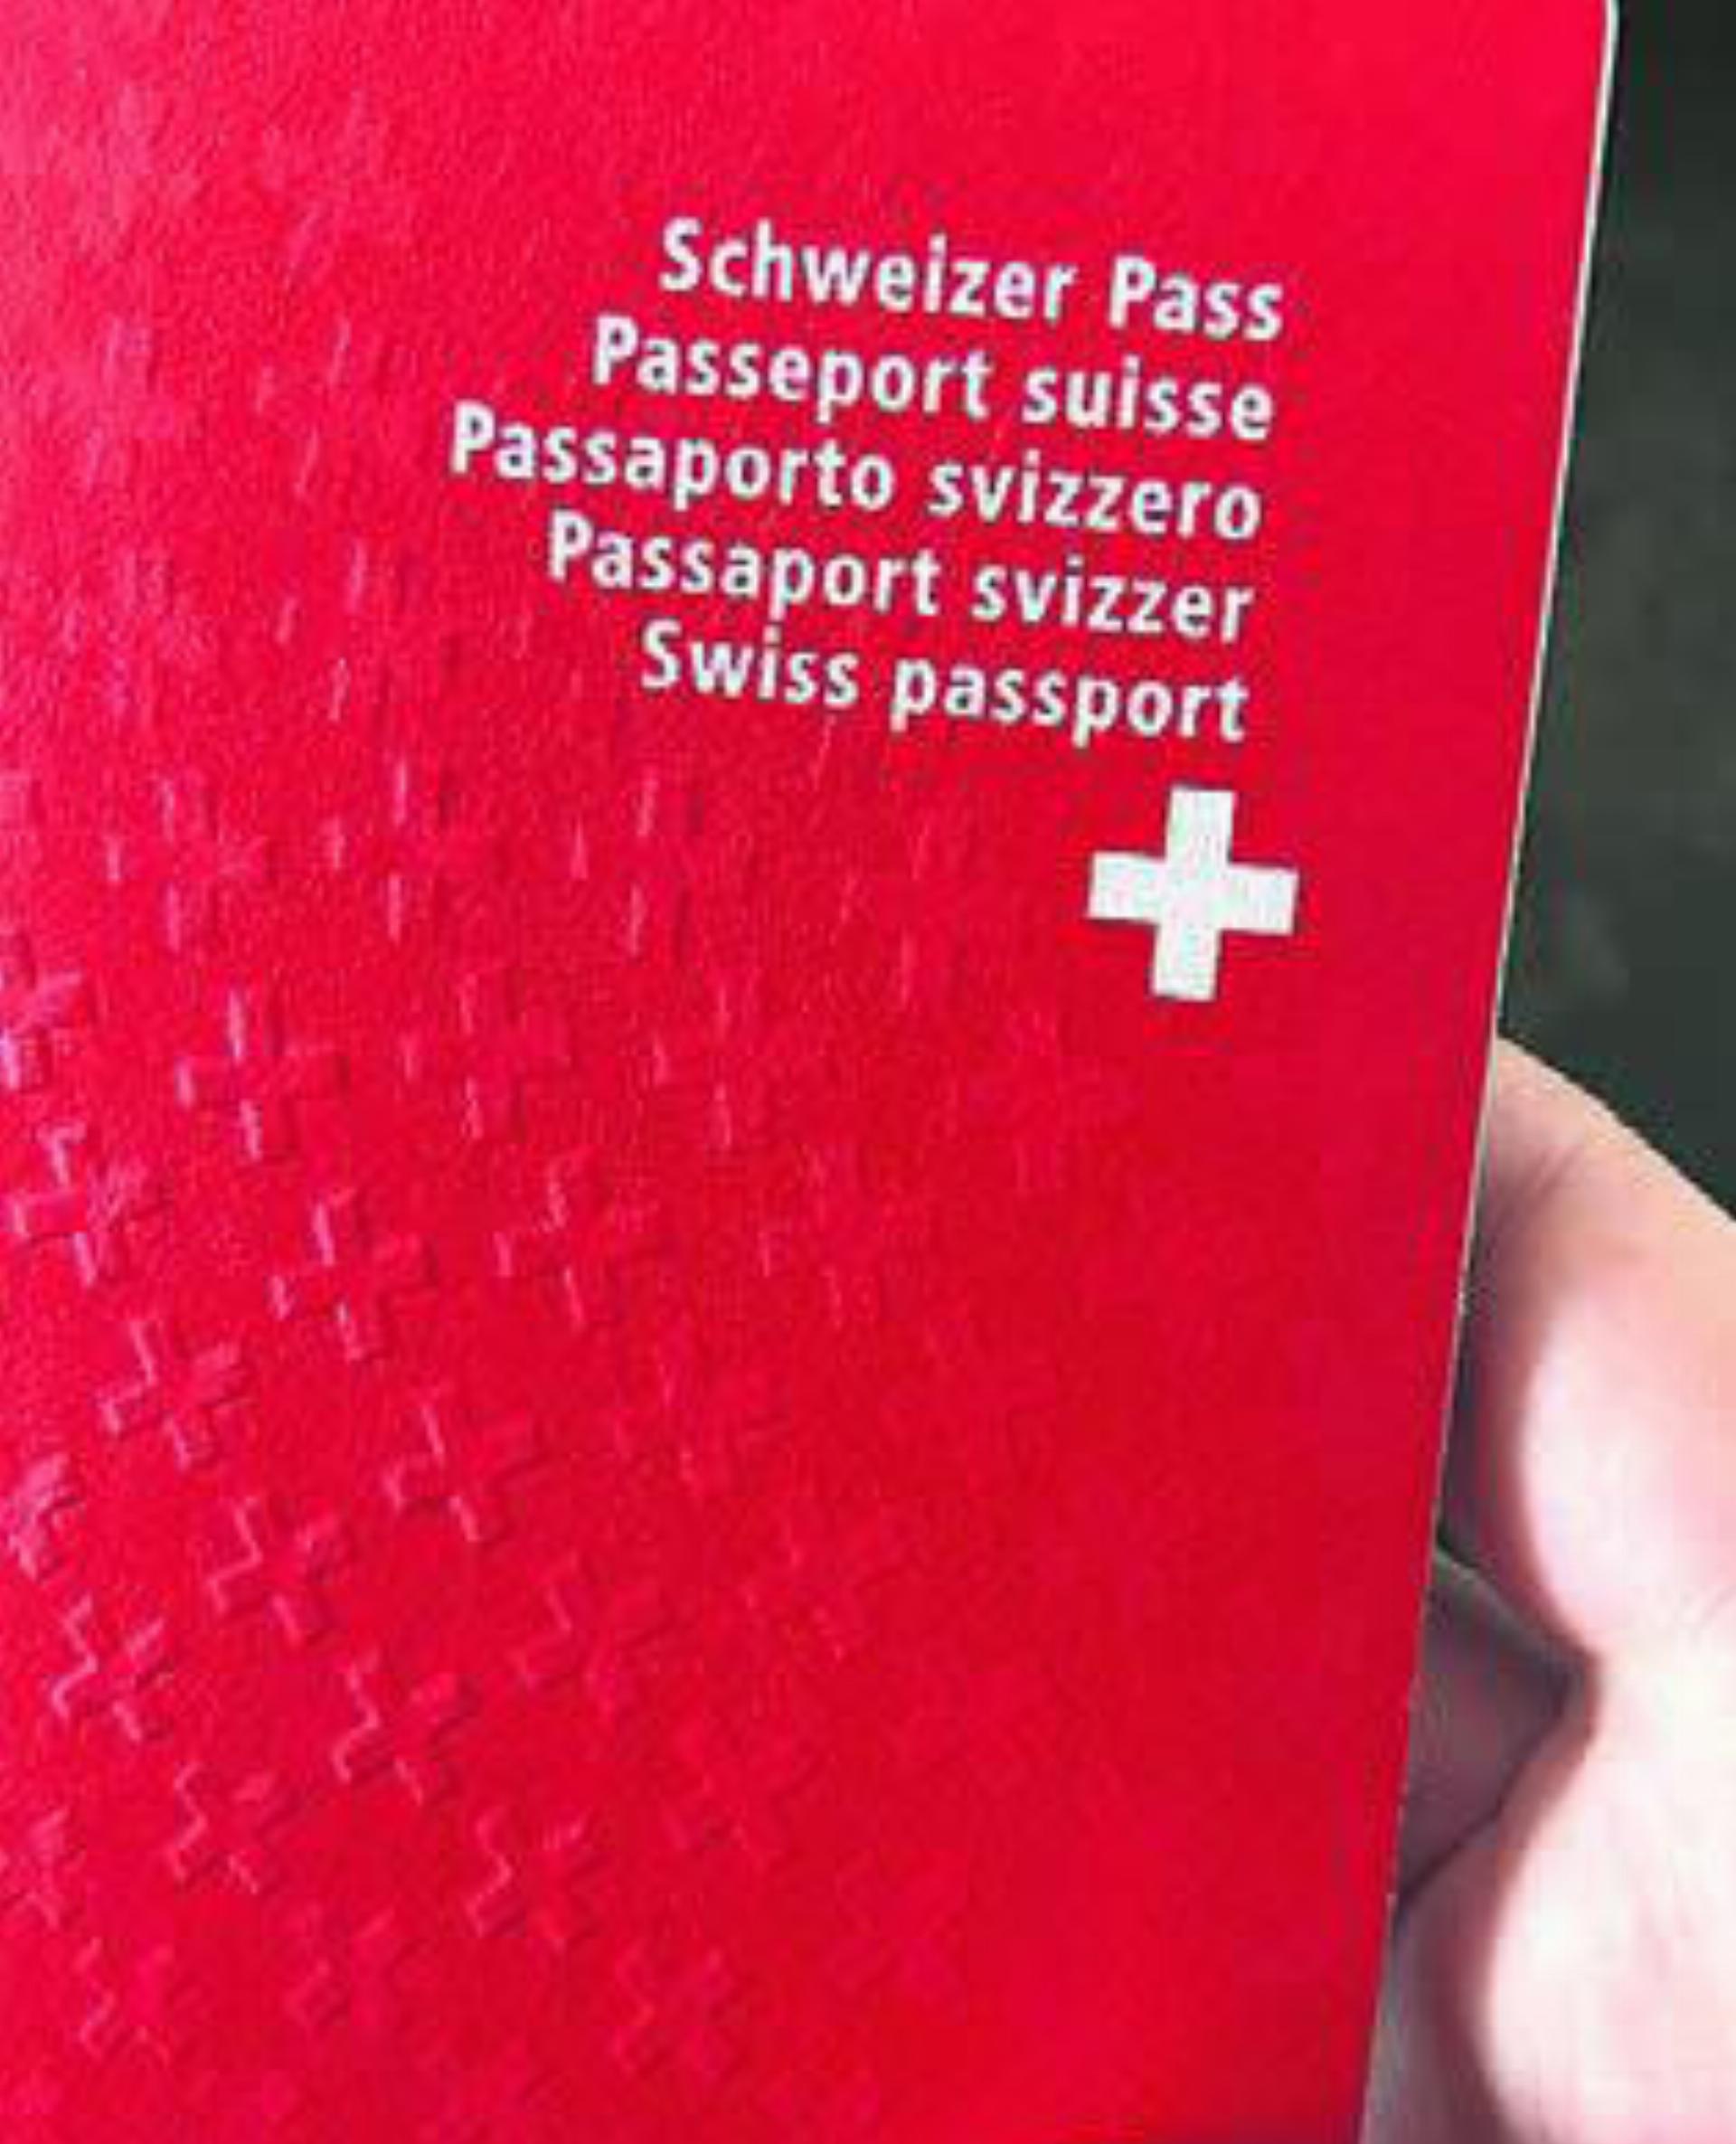 Schweizer Pass
Passeport suisse
Passaporto svizzero
Passaport svizzer
Swiss passport